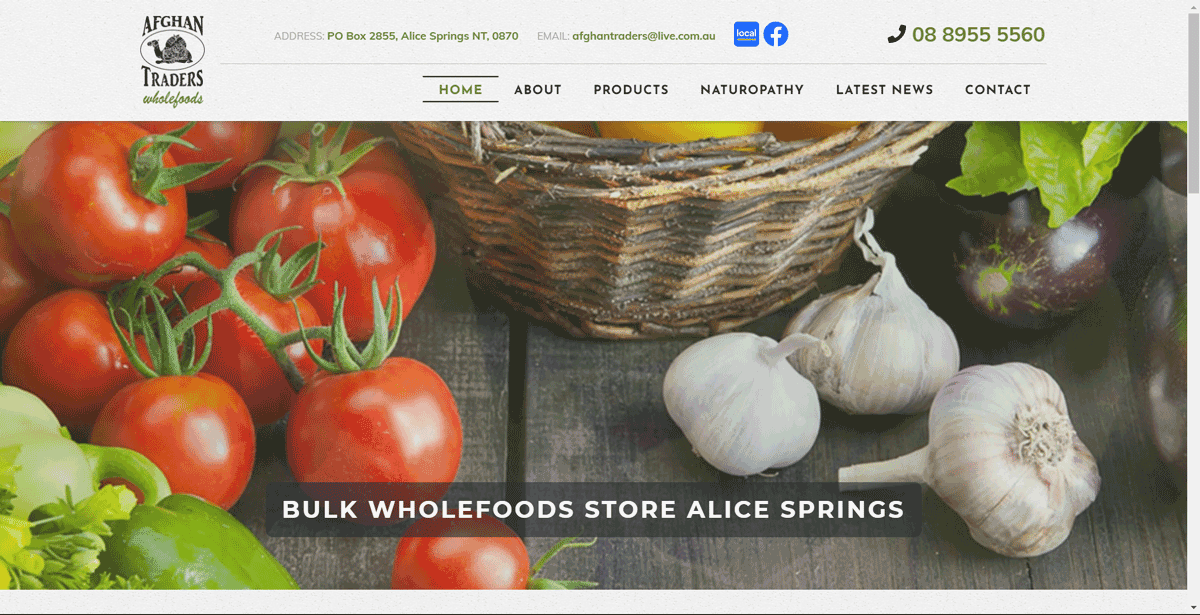 AFGHAN
TRADERS
wholefoods
ADDRESS: PO Box 2855, Alice Springs NT, 0870 EMAIL: afghantraders@live.com.au
local
08 8955 5560
HOME ABOUT PRODUCTS NATUROPATHY LATEST NEWS CONTACT
BULK WHOLEFOODS STORE ALICE SPRINGS